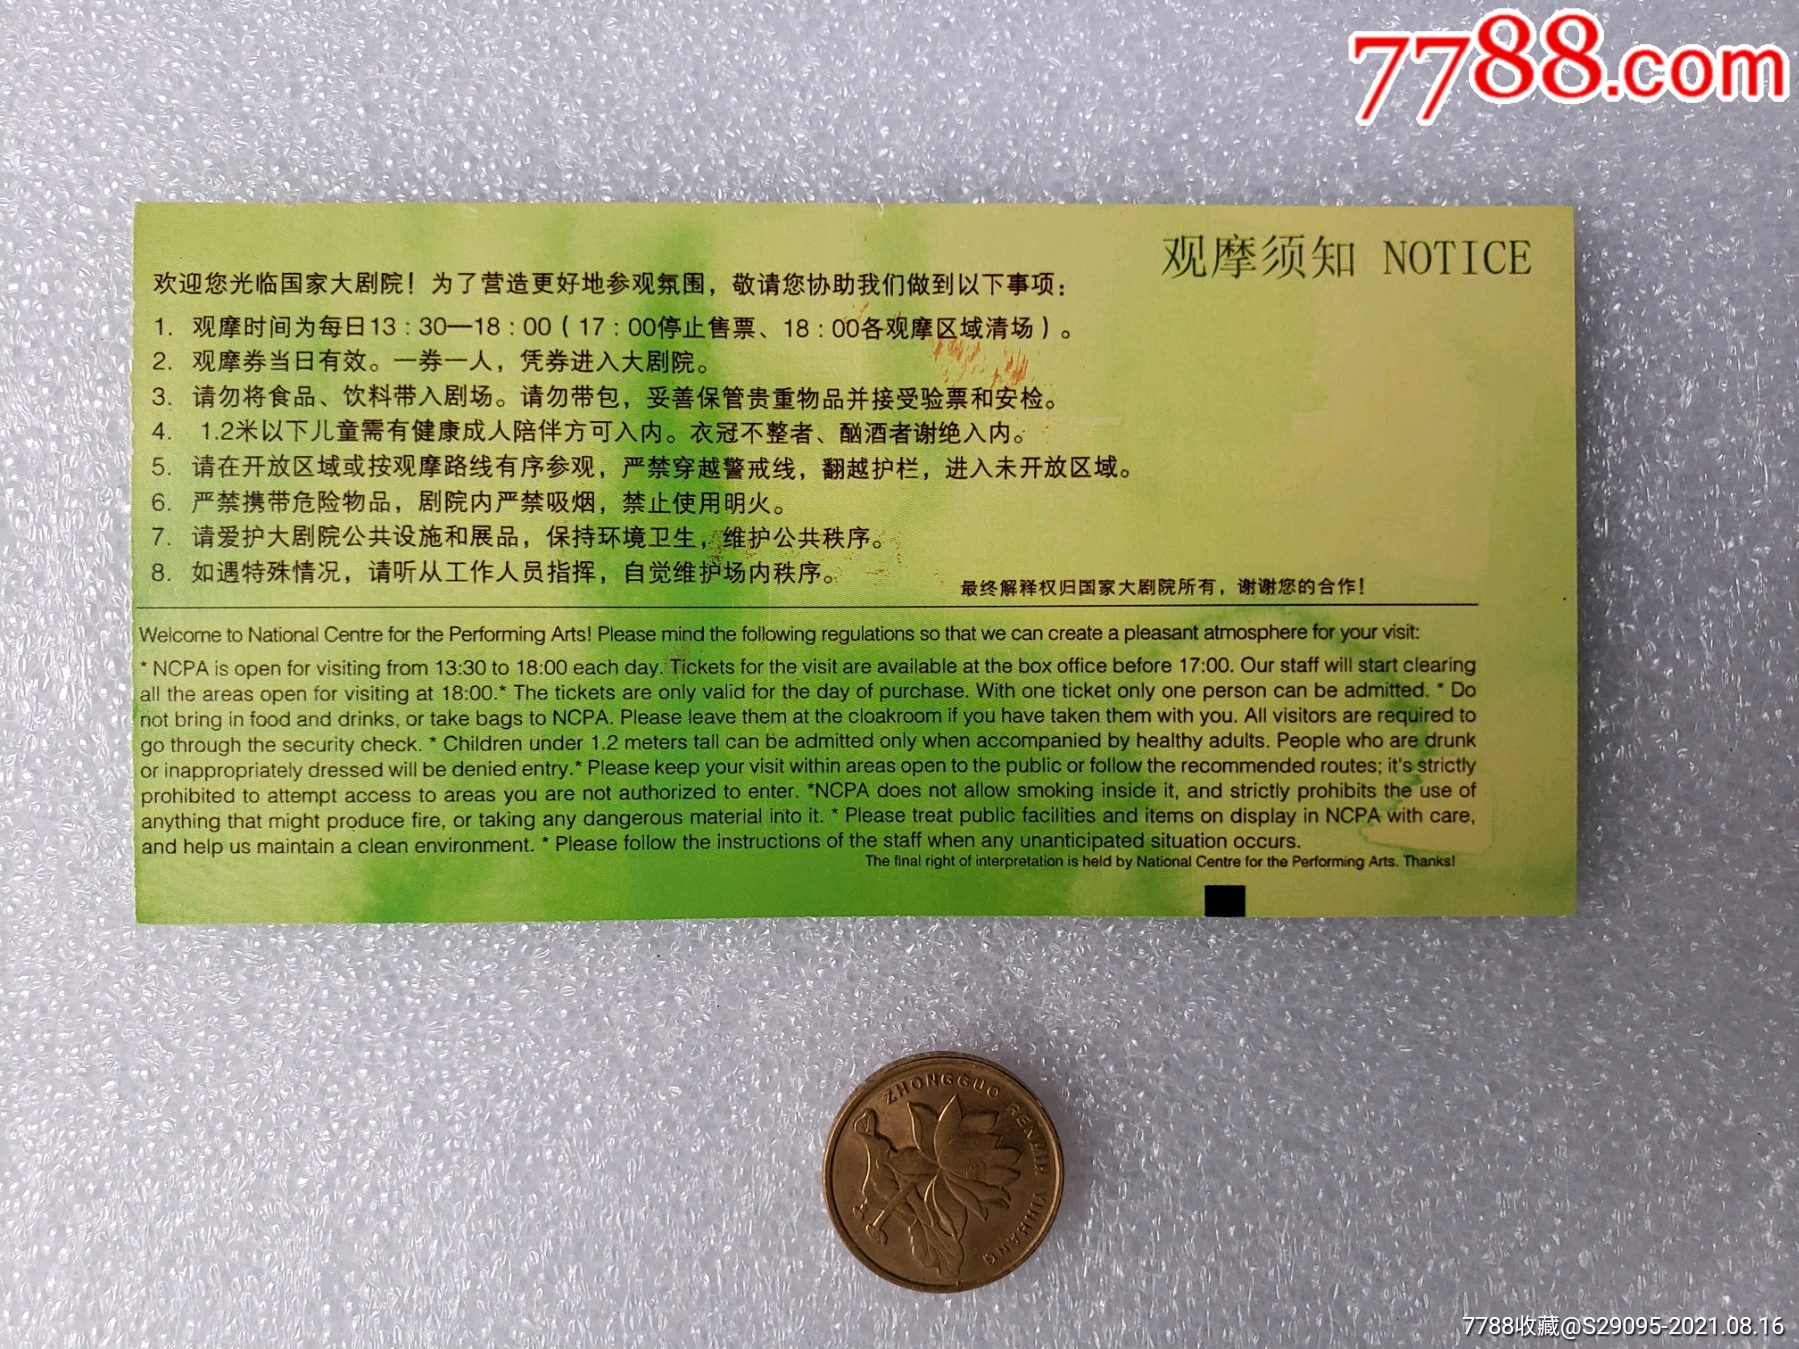 7788.com
观摩须知 NOTICE
欢迎您光临国家大剧院！为了营造更好地参观氛围，敬请您协助我们做到以下事项：
1. 观摩时间为每日13：30—18：00（17：00停止售票、18：00各观摩区域清场）。
2. 观摩券当日有效。一券一人，凭券进入大剧院。
3. 请勿将食品、饮料带入剧场。请勿带包，妥善保管贵重物品并接受验票和安检。
4. 1.2米以下儿童需有健康成人陪伴方可入内。衣冠不整者、酗酒者谢绝入内。
5. 请在开放区域或按观摩路线有序参观，严禁穿越警戒线，翻越护栏，进入未开放区域。
6. 严禁携带危险物品，剧院内严禁吸烟，禁止使用明火。
7. 请爱护大剧院公共设施和展品，保持环境卫生，维护公共秩序。
8. 如遇特殊情况，请听从工作人员指挥，自觉维护场内秩序。
最终解释权归国家大剧院所有，谢谢您的合作！
Welcome to National Centre for the Performing Arts! Please mind the following regulations so that we can create a pleasant atmosphere for your visit:
* NCPA is open for visiting from 13:30 to 18:00 each day. Tickets for the visit are available at the box office before 17:00. Our staff will start clearing
all the areas open for visiting at 18:00.* The tickets are only valid for the day of purchase. With one ticket only one person can be admitted. * Do
not bring in food and drinks, or take bags to NCPA. Please leave them at the cloakroom if you have taken them with you. All visitors are required to
go through the security check. * Children under 1.2 meters tall can be admitted only when accompanied by healthy adults. People who are drunk
or inappropriately dressed will be denied entry.* Please keep your visit within areas open to the public or follow the recommended routes; it's strictly
prohibited to attempt access to areas you are not authorized to enter. *NCPA does not allow smoking inside it, and strictly prohibits the use of
anything that might produce fire, or taking any dangerous material into it. * Please treat public facilities and items on display in NCPA with care,
and help us maintain a clean environment. * Please follow the instructions of the staff when any unanticipated situation occurs.
The final right of interpretation is held by National Centre for the Performing Arts. Thanks!
ZHONGGUO RENMIN YINHANG
7788收藏@S29095-2021.08.16